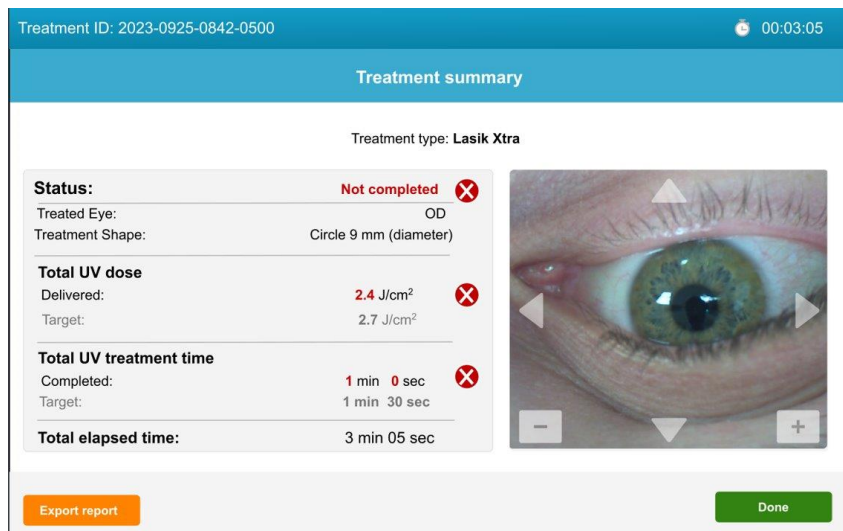 Treatment ID: 2023-0925-0842-0500 00:03:05
Treatment summary
Treatment type: Lasik Xtra
Status: Not completed
Treated Eye: OD
Treatment Shape: Circle 9 mm (diameter)
Total UV dose
Delivered: 2.4 J/cm²
Target: 2.7 J/cm²
Total UV treatment time
Completed: 1 min 0 sec
Target: 1 min 30 sec
Total elapsed time: 3 min 05 sec
Export report Done